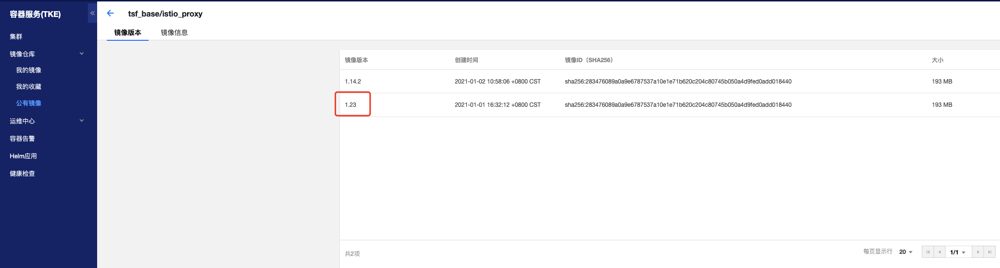 容器服务(TKE)
集群
镜像仓库
我的镜像
我的收藏
公有镜像
运维中心
容器告警
Helm应用
健康检查
tsf_base/istio_proxy
镜像版本 镜像信息
镜像版本 创建时间 镜像ID（SHA256） 大小
1.14.2 2021-01-02 10:58:06 +0800 CST sha256:283476089a0a9e6787537a10e1e71b620c204c80745b050a4d9fed0add018440 193 MB
1.23 2021-01-01 16:32:12 +0800 CST sha256:283476089a0a9e6787537a10e1e71b620c204c80745b050a4d9fed0add018440 193 MB
共2项 每页显示行 20 1/1